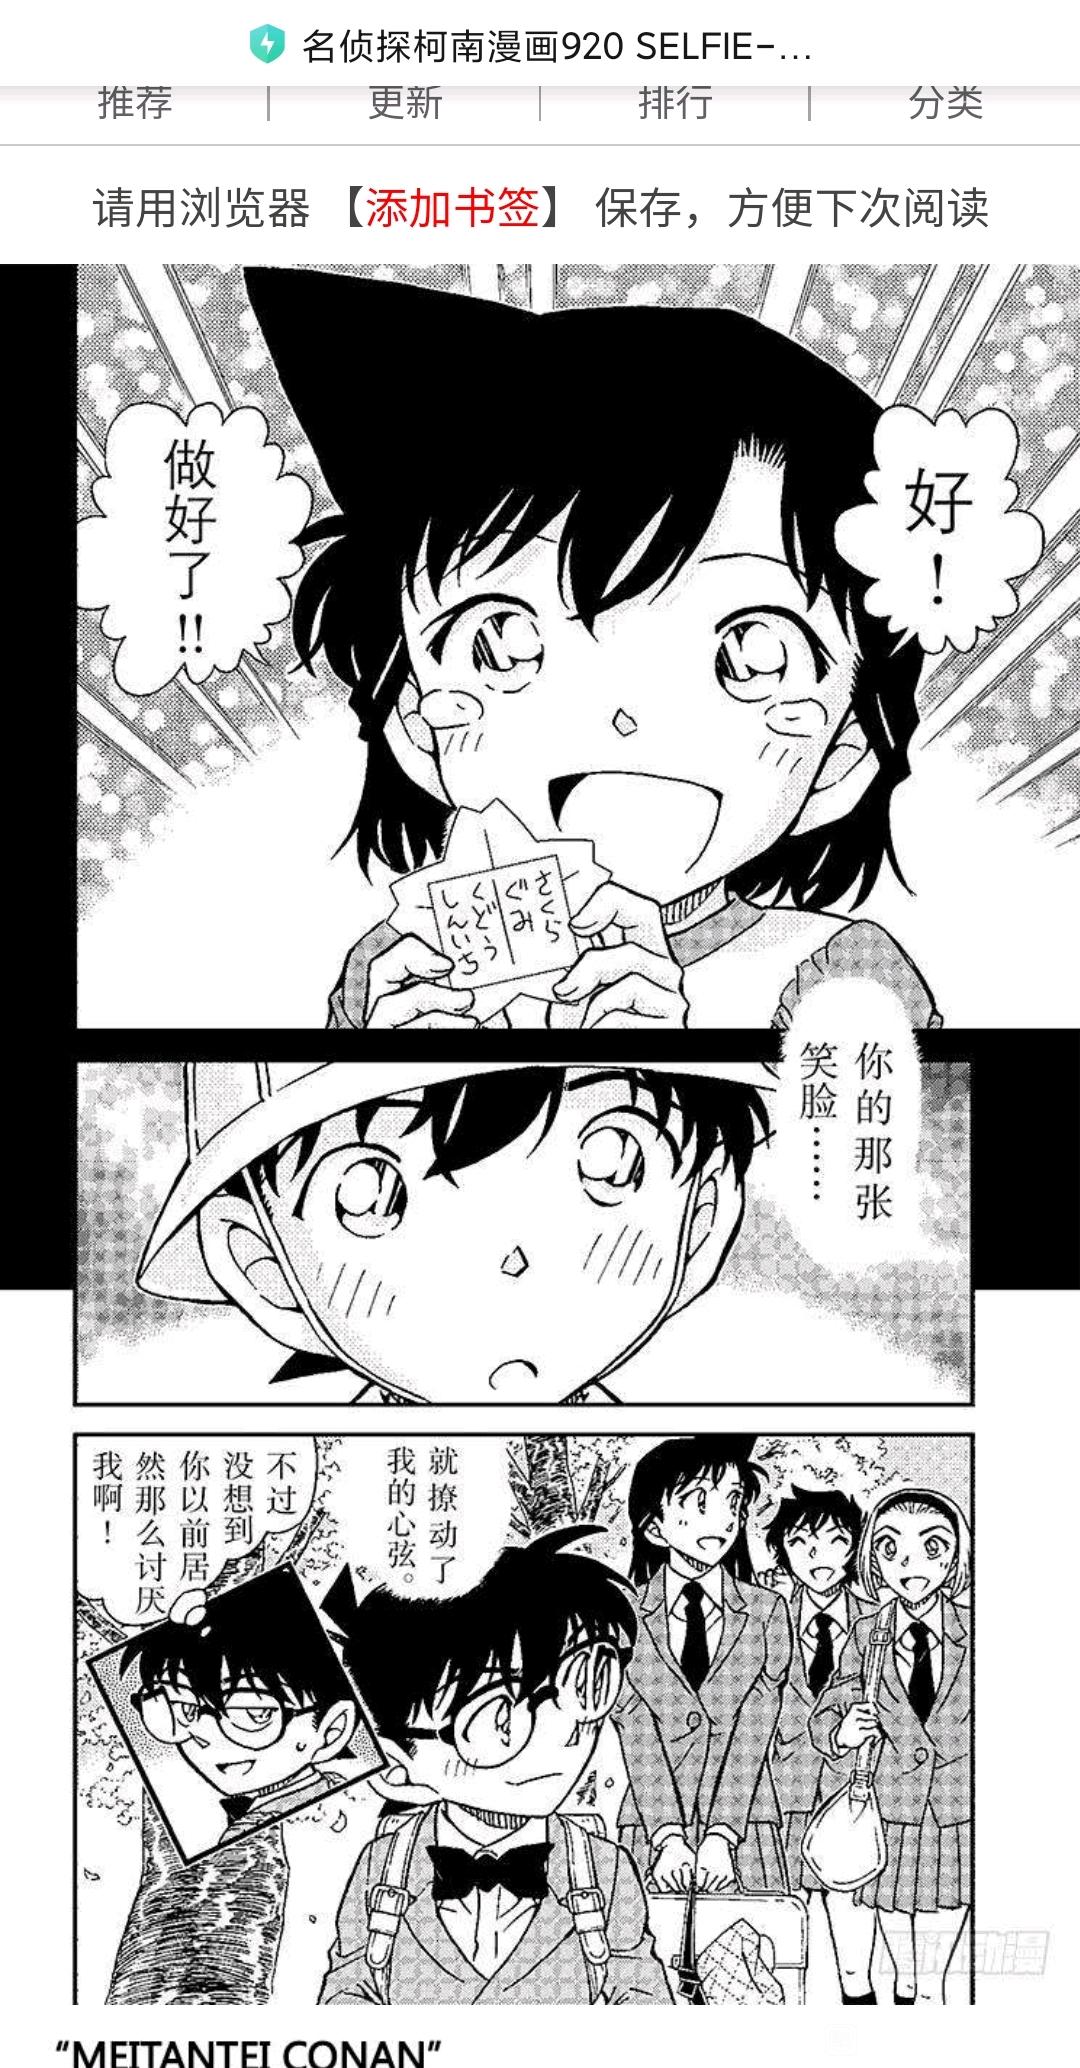 名侦探柯南漫画920 SELFIE-...
推荐
更新
排行
分类
请用浏览器 【添加书签】 保存，方便下次阅读
好！
做好了!!
さくら
ぐみ
くどう
しんいち
你的那张
笑脸……
就撩动了
我的心弦。
不过
没想到
你以前居
然那么讨厌
我啊！
“MEITANTEI CONAN”